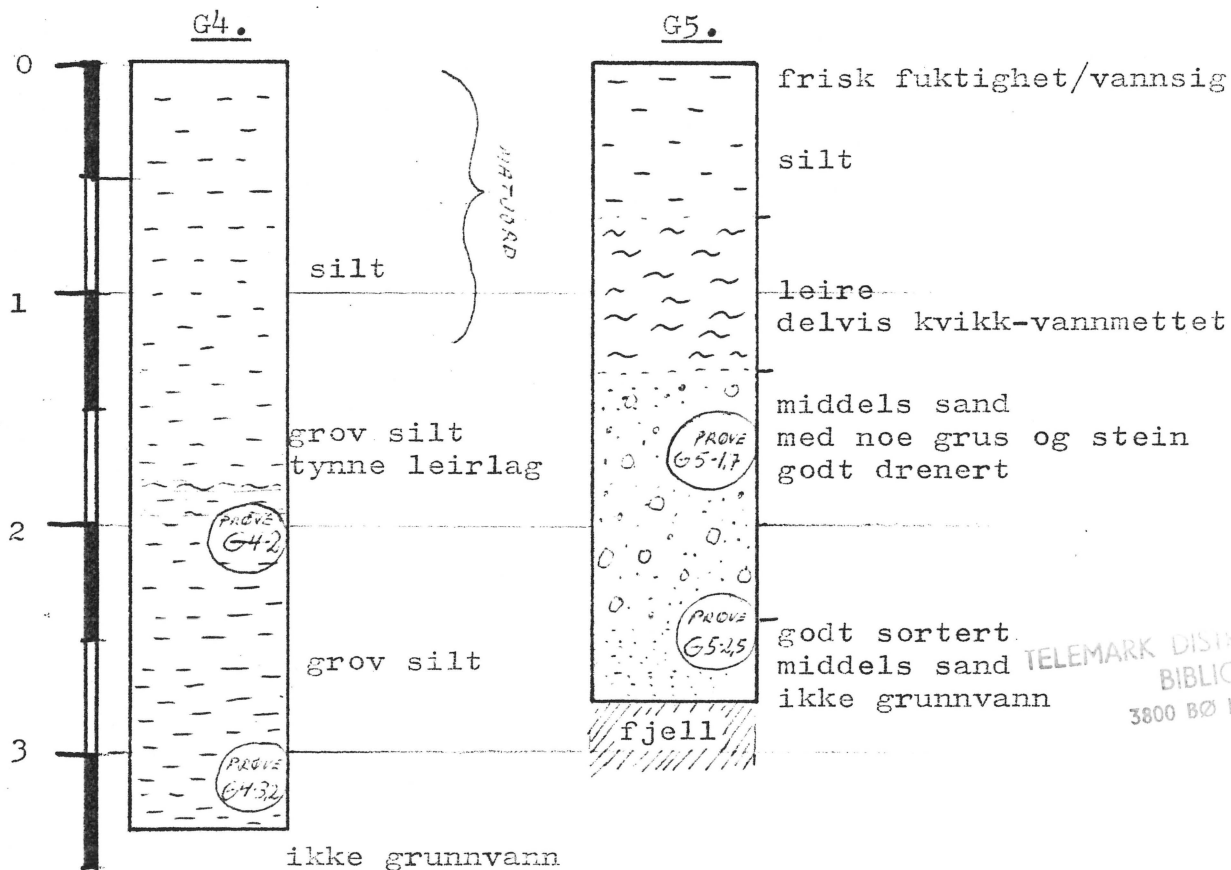 G4.
G5.
0
1
2
3
MATJORD
silt
grov silt
tynne leirlag
PRØVE
G4-2
grov silt
PRØVE
G4-3,2
ikke grunnvann
frisk fuktighet/vannsig
silt
leire
delvis kvikk-vannmettet
middels sand
med noe grus og stein
godt drenert
PRØVE
G5-1,7
PRØVE
G5-2,5
godt sortert
middels sand
ikke grunnvann
fjell
TELEMARK
3800 BØ